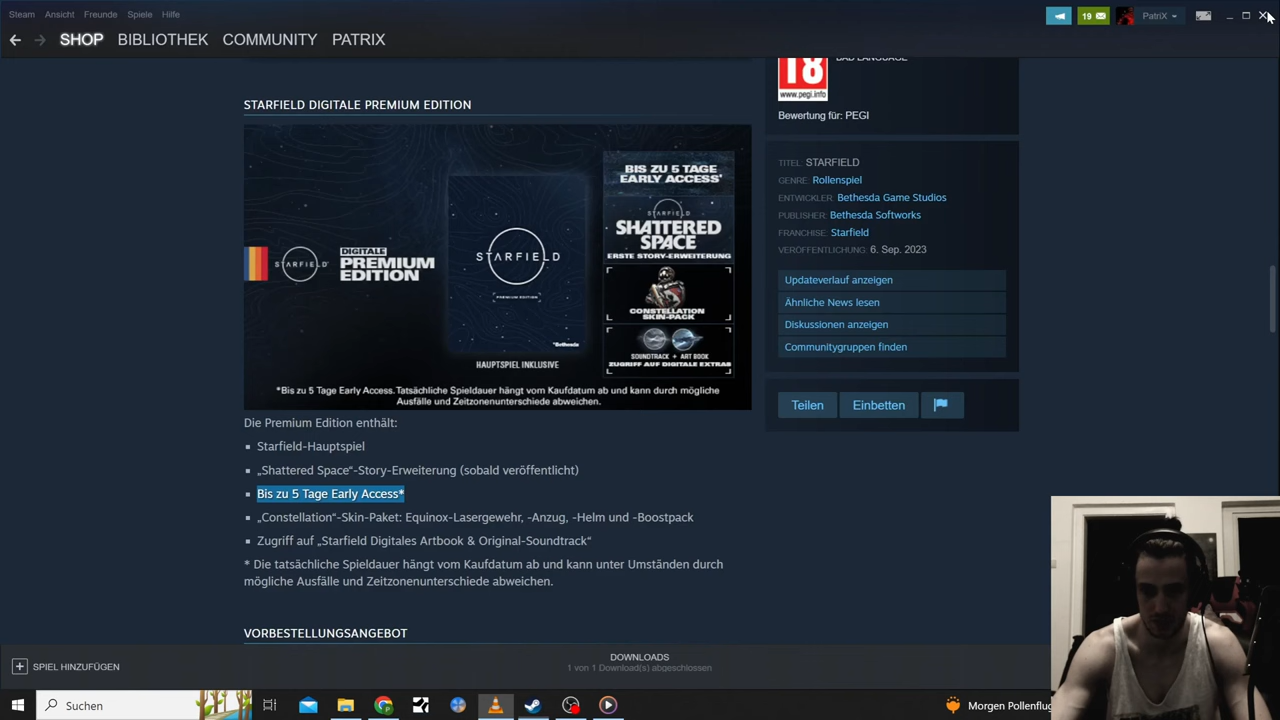 Steam Ansicht Freunde Spiele Hilfe
19 PatriX
SHOP BIBLIOTHEK COMMUNITY PATRIX
18
www.pegi.info
BAD LANGUAGE
Bewertung für: PEGI
STARFIELD DIGITALE PREMIUM EDITION
STARFIELD
DIGITALE
PREMIUM
EDITION
STARFIELD
PREMIUM EDITION
*Bethesda
HAUPTSPIEL INKLUSIVE
BIS ZU 5 TAGE
EARLY ACCESS*
STARFIELD
SHATTERED
SPACE
ERSTE STORY-ERWEITERUNG
CONSTELLATION
SKIN-PACK
SOUNDTRACK + ART BOOK
ZUGRIFF AUF DIGITALE EXTRAS
*Bis zu 5 Tage Early Access. Tatsächliche Spieldauer hängt vom Kaufdatum ab und kann durch mögliche
Ausfälle und Zeitzonenunterschiede abweichen.
Die Premium Edition enthält:
Starfield-Hauptspiel
„Shattered Space“-Story-Erweiterung (sobald veröffentlicht)
Bis zu 5 Tage Early Access*
„Constellation“-Skin-Paket: Equinox-Lasergewehr, -Anzug, -Helm und -Boostpack
Zugriff auf „Starfield Digitales Artbook & Original-Soundtrack“
* Die tatsächliche Spieldauer hängt vom Kaufdatum ab und kann unter Umständen durch
mögliche Ausfälle und Zeitzonenunterschiede abweichen.
VORBESTELLUNGSANGEBOT
TITEL: STARFIELD
GENRE: Rollenspiel
ENTWICKLER: Bethesda Game Studios
PUBLISHER: Bethesda Softworks
FRANCHISE: Starfield
VERÖFFENTLICHUNG: 6. Sep. 2023
Updateverlauf anzeigen
Ähnliche News lesen
Diskussionen anzeigen
Communitygruppen finden
Teilen Einbetten
SPIEL HINZUFÜGEN
DOWNLOADS
1 von 1 Download(s) abgeschlossen
Suchen
Morgen Pollenflug